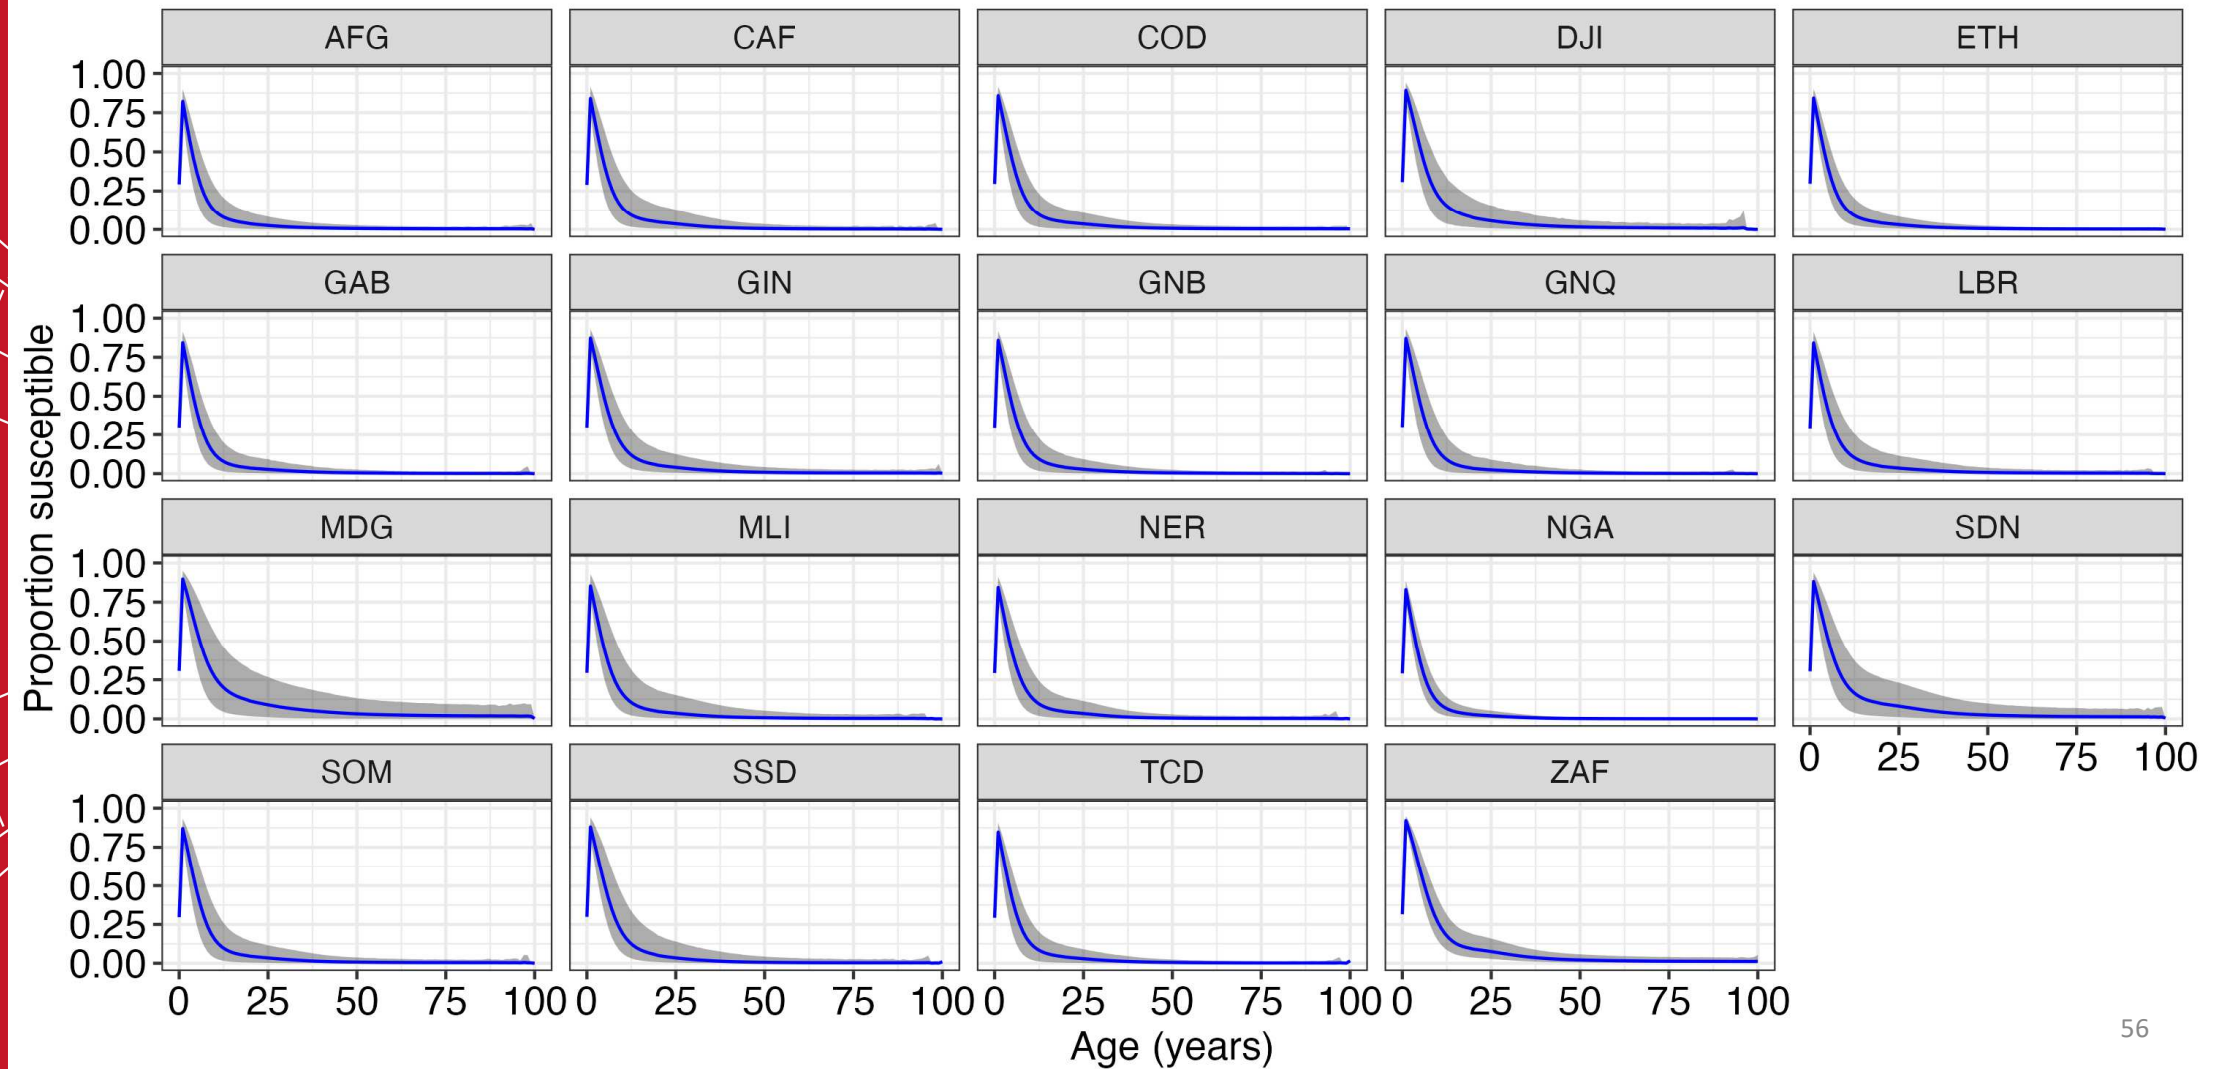 AFG CAF COD DJI ETH
1.00
0.75
0.50
0.25
0.00
GAB GIN GNB GNQ LBR
1.00
0.75
0.50
0.25
0.00
Proportion susceptible
MDG MLI NER NGA SDN
1.00
0.75
0.50
0.25
0.00
0 25 50 75 100
SOM SSD TCD ZAF
1.00
0.75
0.50
0.25
0.00
0 25 50 75 100 0 25 50 75 100 0 25 50 75 100 0 25 50 75 100
Age (years)
56